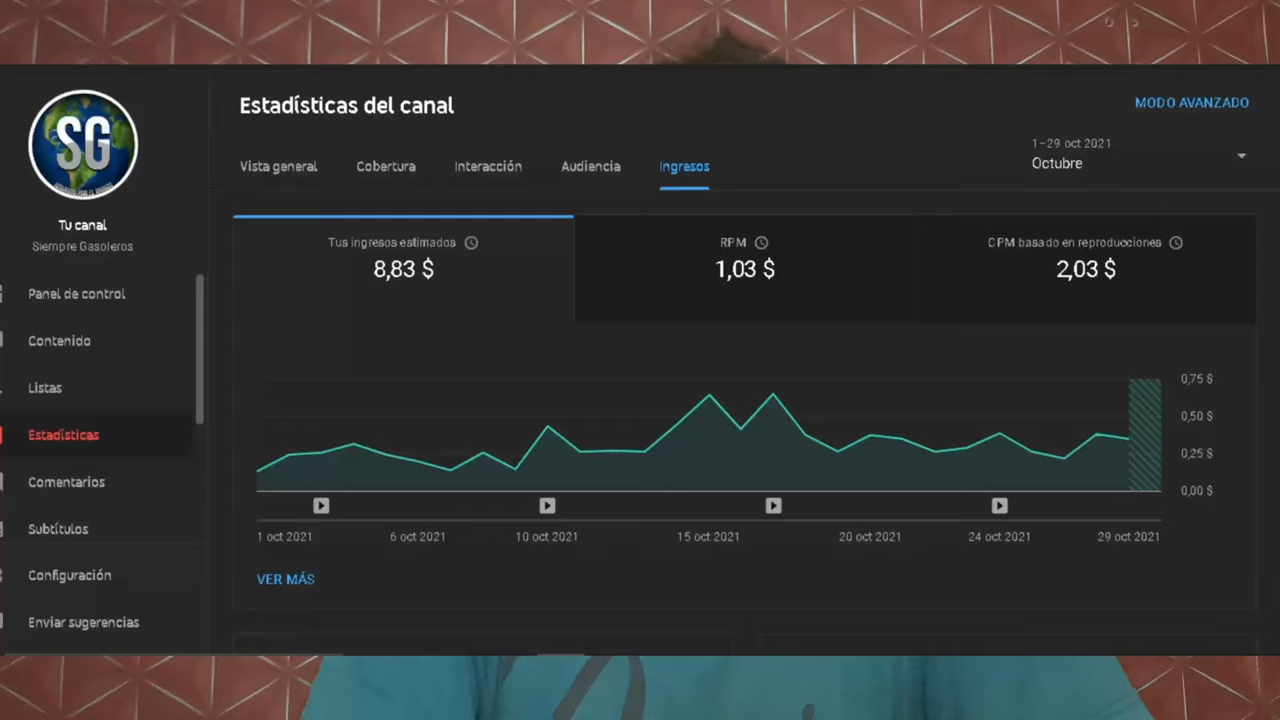 Estadísticas del canal
MODO AVANZADO
1–29 oct 2021
Octubre
Vista general
Cobertura
Interacción
Audiencia
Ingresos
SG
Tu canal
Siempre Gasoleros
Panel de control
Contenido
Listas
Estadísticas
Comentarios
Subtítulos
Configuración
Enviar sugerencias
Tus ingresos estimados
8,83 $
RPM
1,03 $
CPM basado en reproducciones
2,03 $
0,75 $
0,50 $
0,25 $
0,00 $
1 oct 2021
6 oct 2021
10 oct 2021
15 oct 2021
20 oct 2021
24 oct 2021
29 oct 2021
VER MÁS